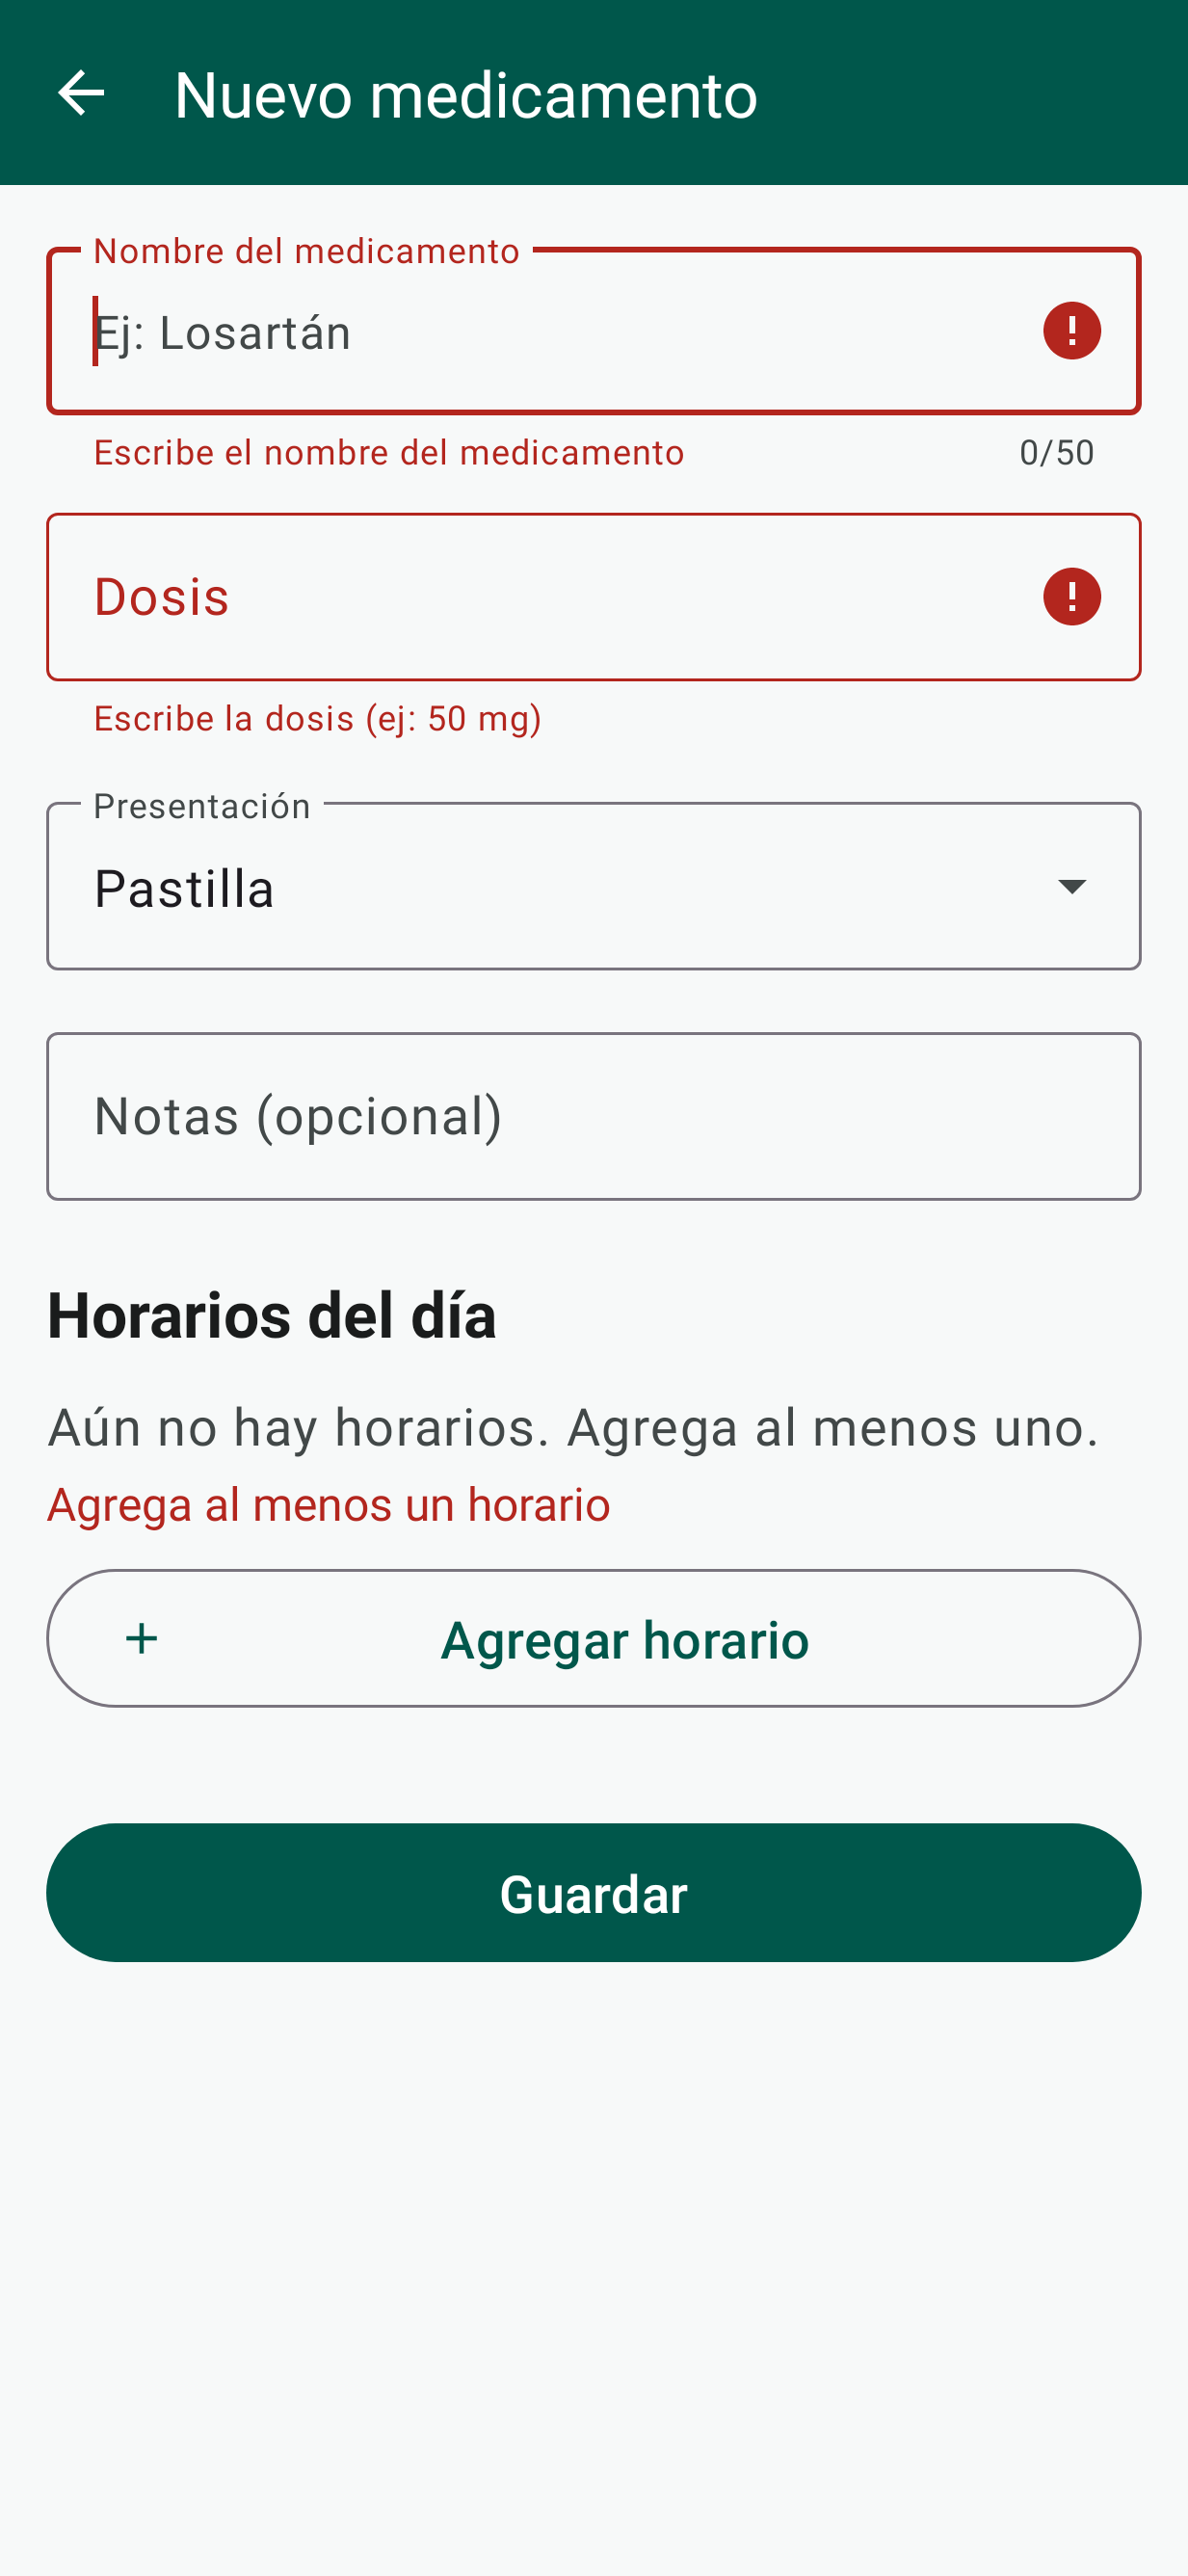 Nuevo medicamento
Nombre del medicamento
Ej: Losartán
Escribe el nombre del medicamento 0/50
Dosis
Escribe la dosis (ej: 50 mg)
Presentación
Pastilla
Notas (opcional)
Horarios del día
Aún no hay horarios. Agrega al menos uno.
Agrega al menos un horario
+ Agregar horario
Guardar